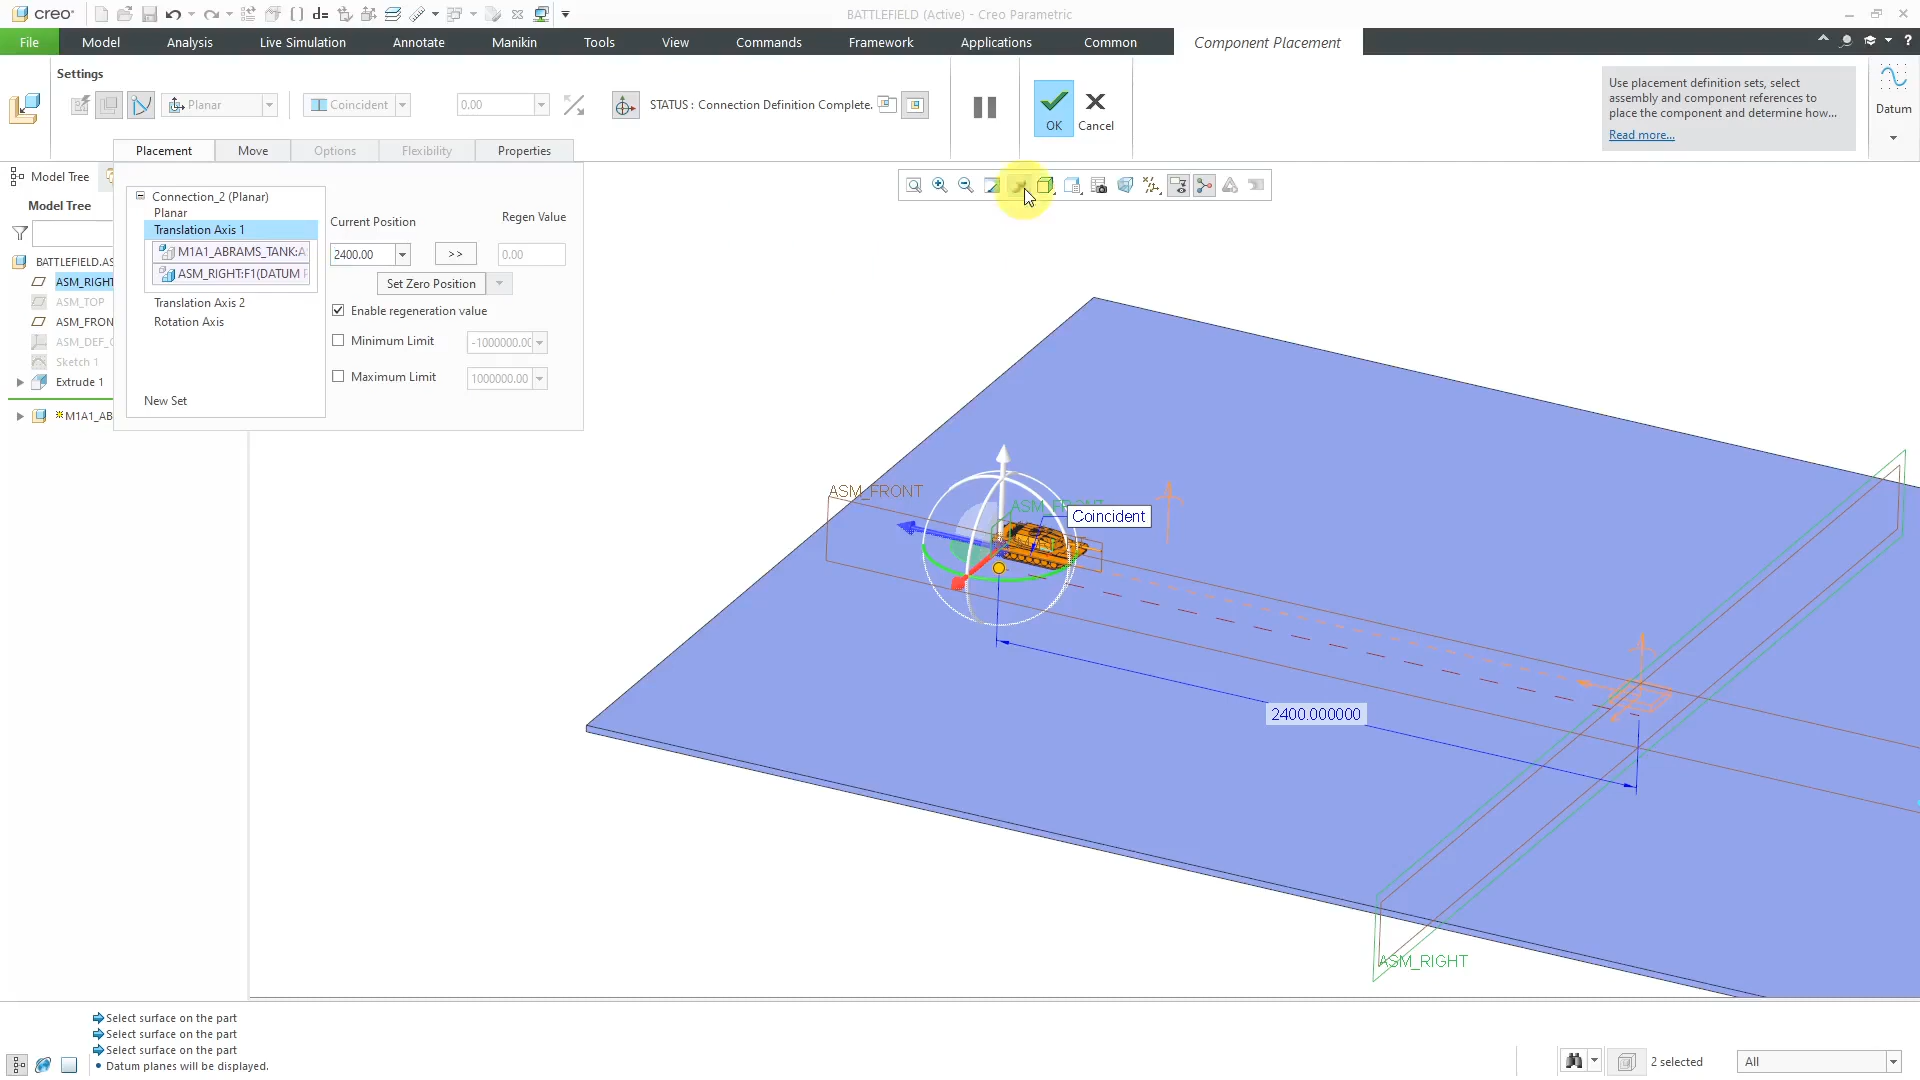 creo®
BATTLEFIELD (Active) - Creo Parametric
File
Model
Analysis
Live Simulation
Annotate
Manikin
Tools
View
Commands
Framework
Applications
Common
Component Placement
Settings
Planar
Coincident
0.00
STATUS : Connection Definition Complete.
OK
Cancel
Use placement definition sets, select
assembly and component references to
place the component and determine how...
Read more...
Datum
Placement
Move
Options
Flexibility
Properties
Model Tree
Model Tree
BATTLEFIELD.AS
ASM_RIGHT
ASM_TOP
ASM_FRON
ASM_DEF_C
Sketch 1
Extrude 1
M1A1_AB
Connection_2 (Planar)
Planar
Translation Axis 1
M1A1_ABRAMS_TANK:A
ASM_RIGHT:F1(DATUM P
Translation Axis 2
Rotation Axis
New Set
Current Position
Regen Value
2400.00
>>
0.00
Set Zero Position
Enable regeneration value
Minimum Limit
-1000000.00
Maximum Limit
1000000.00
ASM_FRONT
ASM_FRONT
Coincident
2400.000000
ASM_RIGHT
Select surface on the part
Select surface on the part
Select surface on the part
• Datum planes will be displayed.
2 selected
All